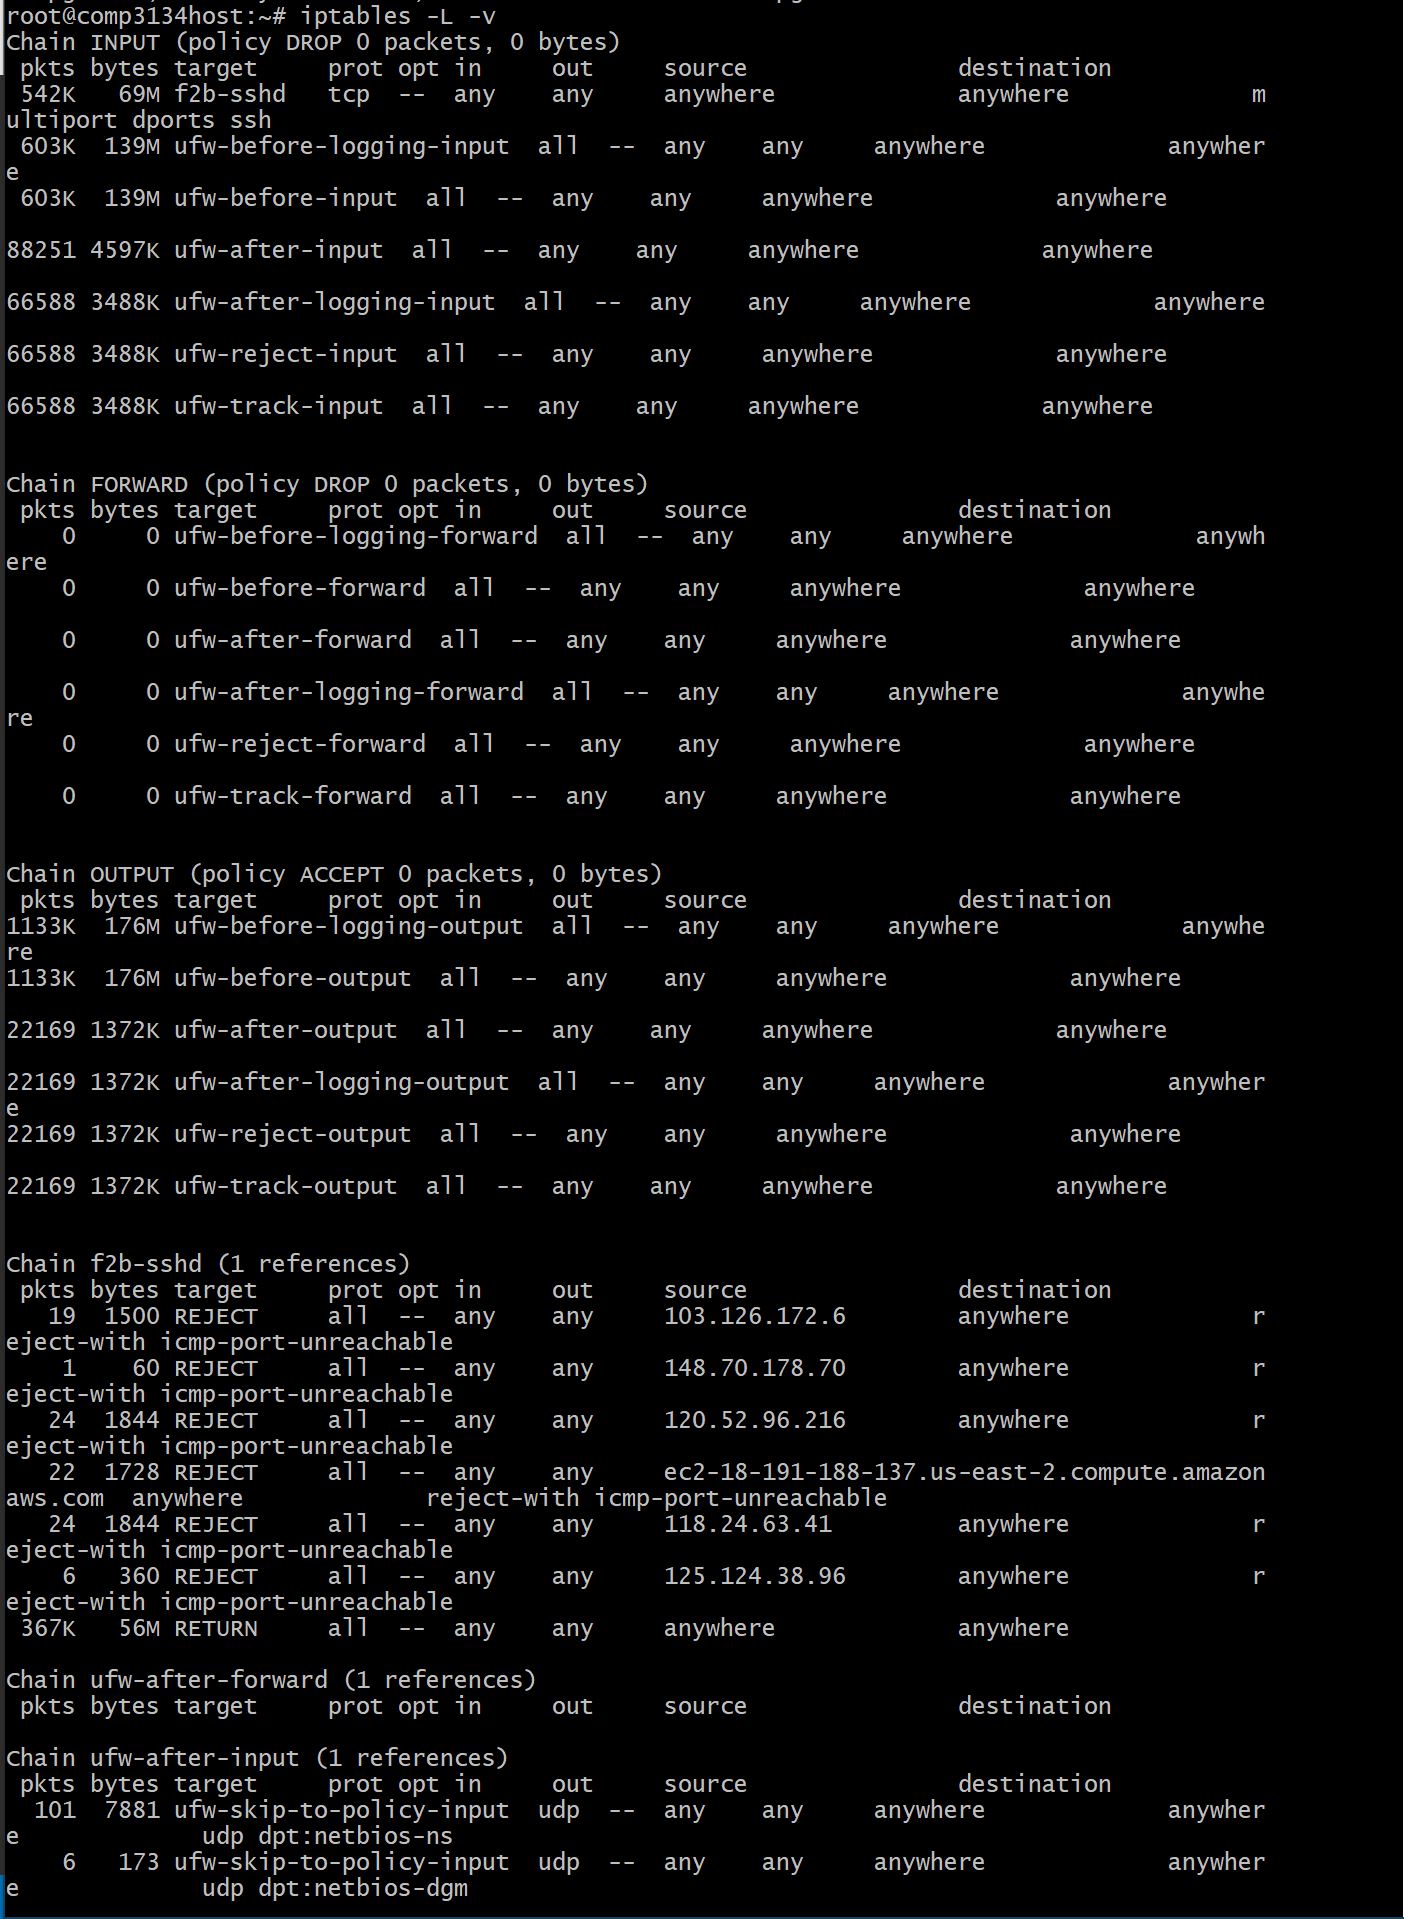 root@comp3134host:~# iptables -L -v
Chain INPUT (policy DROP 0 packets, 0 bytes)
 pkts bytes target     prot opt in     out     source               destination
 542K   69M f2b-sshd   tcp  --  any    any     anywhere             anywhere             m
ultiport dports ssh
 603K  139M ufw-before-logging-input  all  --  any    any     anywhere             anywher
e
 603K  139M ufw-before-input  all  --  any    any     anywhere             anywhere
88251 4597K ufw-after-input  all  --  any    any     anywhere             anywhere
66588 3488K ufw-after-logging-input  all  --  any    any     anywhere             anywhere
66588 3488K ufw-reject-input  all  --  any    any     anywhere             anywhere
66588 3488K ufw-track-input  all  --  any    any     anywhere             anywhere
Chain FORWARD (policy DROP 0 packets, 0 bytes)
 pkts bytes target     prot opt in     out     source               destination
    0     0 ufw-before-logging-forward  all  --  any    any     anywhere             anywh
ere
    0     0 ufw-before-forward  all  --  any    any     anywhere             anywhere
    0     0 ufw-after-forward  all  --  any    any     anywhere             anywhere
    0     0 ufw-after-logging-forward  all  --  any    any     anywhere             anywhe
re
    0     0 ufw-reject-forward  all  --  any    any     anywhere             anywhere
    0     0 ufw-track-forward  all  --  any    any     anywhere             anywhere
Chain OUTPUT (policy ACCEPT 0 packets, 0 bytes)
 pkts bytes target     prot opt in     out     source               destination
1133K  176M ufw-before-logging-output  all  --  any    any     anywhere             anywhe
re
1133K  176M ufw-before-output  all  --  any    any     anywhere             anywhere
22169 1372K ufw-after-output  all  --  any    any     anywhere             anywhere
22169 1372K ufw-after-logging-output  all  --  any    any     anywhere             anywher
e
22169 1372K ufw-reject-output  all  --  any    any     anywhere             anywhere
22169 1372K ufw-track-output  all  --  any    any     anywhere             anywhere
Chain f2b-sshd (1 references)
 pkts bytes target     prot opt in     out     source               destination
   19  1500 REJECT     all  --  any    any     103.126.172.6        anywhere             r
eject-with icmp-port-unreachable
    1    60 REJECT     all  --  any    any     148.70.178.70        anywhere             r
eject-with icmp-port-unreachable
   24  1844 REJECT     all  --  any    any     120.52.96.216        anywhere             r
eject-with icmp-port-unreachable
   22  1728 REJECT     all  --  any    any     ec2-18-191-188-137.us-east-2.compute.amazon
aws.com  anywhere             reject-with icmp-port-unreachable
   24  1844 REJECT     all  --  any    any     118.24.63.41         anywhere             r
eject-with icmp-port-unreachable
    6   360 REJECT     all  --  any    any     125.124.38.96        anywhere             r
eject-with icmp-port-unreachable
 367K   56M RETURN     all  --  any    any     anywhere             anywhere
Chain ufw-after-forward (1 references)
 pkts bytes target     prot opt in     out     source               destination
Chain ufw-after-input (1 references)
 pkts bytes target     prot opt in     out     source               destination
  101  7881 ufw-skip-to-policy-input  udp  --  any    any     anywhere             anywher
e             udp dpt:netbios-ns
    6   173 ufw-skip-to-policy-input  udp  --  any    any     anywhere             anywher
e             udp dpt:netbios-dgm